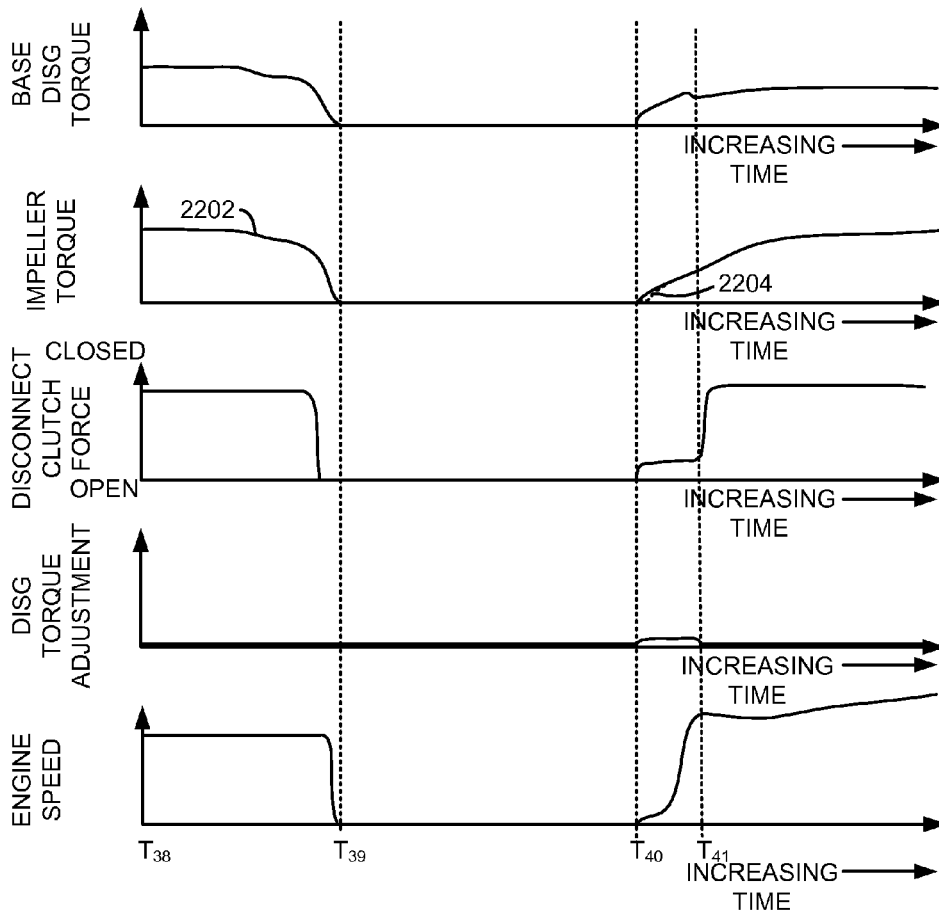 BASE
DISG
TORQUE
INCREASING
TIME
2202
IMPELLER
TORQUE
2204
INCREASING
TIME
CLOSED
DISCONNECT
CLUTCH
FORCE
OPEN
INCREASING
TIME
DISG
TORQUE
ADJUSTMENT
INCREASING
TIME
ENGINE
SPEED
T38
T39
T40
T41
INCREASING
TIME